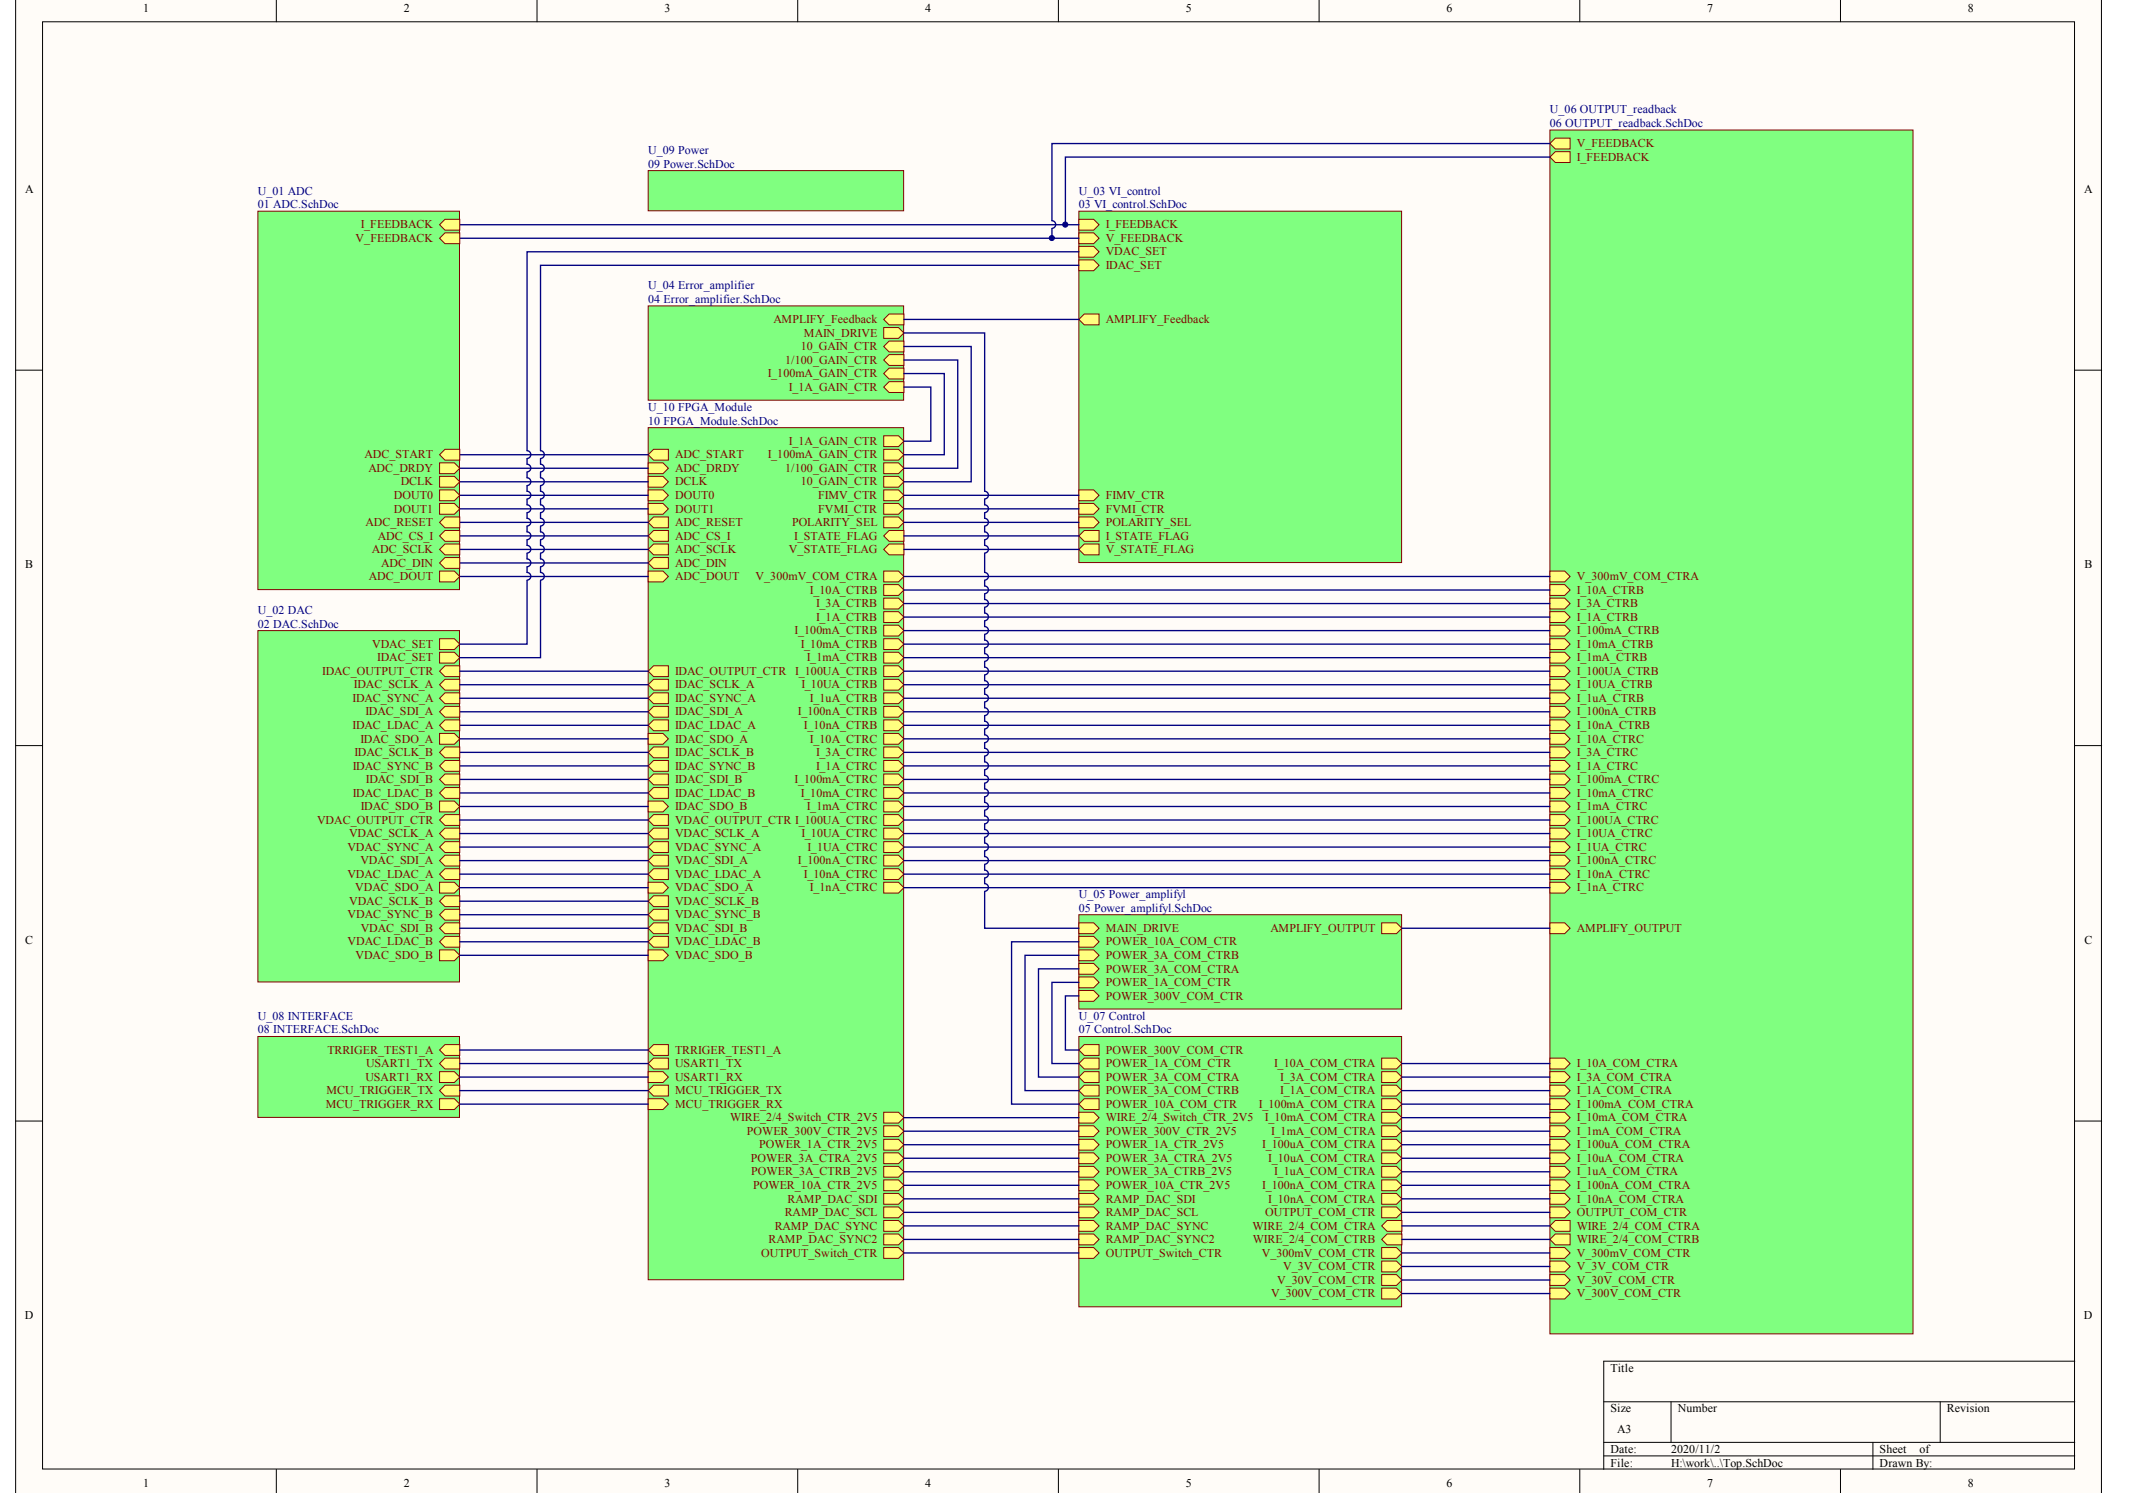 1 2 3 4 5 6 7 8
A
B
C
D
A
B
C
D
U_01 ADC
01 ADC.SchDoc
I_FEEDBACK
V_FEEDBACK
ADC_START
ADC_DRDY
DCLK
DOUT0
DOUT1
ADC_RESET
ADC_CS_I
ADC_SCLK
ADC_DIN
ADC_DOUT
U_02 DAC
02 DAC.SchDoc
VDAC_SET
IDAC_SET
IDAC_OUTPUT_CTR
IDAC_SCLK_A
IDAC_SYNC_A
IDAC_SDI_A
IDAC_LDAC_A
IDAC_SDO_A
IDAC_SCLK_B
IDAC_SYNC_B
IDAC_SDI_B
IDAC_LDAC_B
IDAC_SDO_B
VDAC_OUTPUT_CTR
VDAC_SCLK_A
VDAC_SYNC_A
VDAC_SDI_A
VDAC_LDAC_A
VDAC_SDO_A
VDAC_SCLK_B
VDAC_SYNC_B
VDAC_SDI_B
VDAC_LDAC_B
VDAC_SDO_B
U_08 INTERFACE
08 INTERFACE.SchDoc
TRRIGER_TEST1_A
USART1_TX
USART1_RX
MCU_TRIGGER_TX
MCU_TRIGGER_RX
U_09 Power
09 Power.SchDoc
U_04 Error_amplifier
04 Error_amplifier.SchDoc
AMPLIFY_Feedback
MAIN_DRIVE
10_GAIN_CTR
1/100_GAIN_CTR
I_100mA_GAIN_CTR
I_1A_GAIN_CTR
U_10 FPGA_Module
10 FPGA_Module.SchDoc
I_1A_GAIN_CTR
ADC_START I_100mA_GAIN_CTR
ADC_DRDY 1/100_GAIN_CTR
DCLK 10_GAIN_CTR
DOUT0 FIMV_CTR
DOUT1 FVMI_CTR
ADC_RESET POLARITY_SEL
ADC_CS_I I_STATE_FLAG
ADC_SCLK V_STATE_FLAG
ADC_DIN
ADC_DOUT V_300mV_COM_CTRA
I_10A_CTRB
I_3A_CTRB
I_1A_CTRB
I_100mA_CTRB
I_10mA_CTRB
I_1mA_CTRB
IDAC_OUTPUT_CTR I_100UA_CTRB
IDAC_SCLK_A I_10UA_CTRB
IDAC_SYNC_A I_1uA_CTRB
IDAC_SDI_A I_100nA_CTRB
IDAC_LDAC_A I_10nA_CTRB
IDAC_SDO_A I_10A_CTRC
IDAC_SCLK_B I_3A_CTRC
IDAC_SYNC_B I_1A_CTRC
IDAC_SDI_B I_100mA_CTRC
IDAC_LDAC_B I_10mA_CTRC
IDAC_SDO_B I_1mA_CTRC
VDAC_OUTPUT_CTR I_100UA_CTRC
VDAC_SCLK_A I_10UA_CTRC
VDAC_SYNC_A I_1UA_CTRC
VDAC_SDI_A I_100nA_CTRC
VDAC_LDAC_A I_10nA_CTRC
VDAC_SDO_A I_1nA_CTRC
VDAC_SCLK_B
VDAC_SYNC_B
VDAC_SDI_B
VDAC_LDAC_B
VDAC_SDO_B
TRRIGER_TEST1_A
USART1_TX
USART1_RX
MCU_TRIGGER_TX
MCU_TRIGGER_RX
WIRE_2/4_Switch_CTR_2V5
POWER_300V_CTR_2V5
POWER_1A_CTR_2V5
POWER_3A_CTRA_2V5
POWER_3A_CTRB_2V5
POWER_10A_CTR_2V5
RAMP_DAC_SDI
RAMP_DAC_SCL
RAMP_DAC_SYNC
RAMP_DAC_SYNC2
OUTPUT_Switch_CTR
U_03 VI_control
03 VI_control.SchDoc
I_FEEDBACK
V_FEEDBACK
VDAC_SET
IDAC_SET
AMPLIFY_Feedback
FIMV_CTR
FVMI_CTR
POLARITY_SEL
I_STATE_FLAG
V_STATE_FLAG
U_05 Power_amplifyl
05 Power_amplifyl.SchDoc
MAIN_DRIVE AMPLIFY_OUTPUT
POWER_10A_COM_CTR
POWER_3A_COM_CTRB
POWER_3A_COM_CTRA
POWER_1A_COM_CTR
POWER_300V_COM_CTR
U_07 Control
07 Control.SchDoc
POWER_300V_COM_CTR
POWER_1A_COM_CTR I_10A_COM_CTRA
POWER_3A_COM_CTRA I_3A_COM_CTRA
POWER_3A_COM_CTRB I_1A_COM_CTRA
POWER_10A_COM_CTR I_100mA_COM_CTRA
WIRE_2/4_Switch_CTR_2V5 I_10mA_COM_CTRA
POWER_300V_CTR_2V5 I_1mA_COM_CTRA
POWER_1A_CTR_2V5 I_100uA_COM_CTRA
POWER_3A_CTRA_2V5 I_10uA_COM_CTRA
POWER_3A_CTRB_2V5 I_1uA_COM_CTRA
POWER_10A_CTR_2V5 I_100nA_COM_CTRA
RAMP_DAC_SDI I_10nA_COM_CTRA
RAMP_DAC_SCL OUTPUT_COM_CTR
RAMP_DAC_SYNC WIRE_2/4_COM_CTRA
RAMP_DAC_SYNC2 WIRE_2/4_COM_CTRB
OUTPUT_Switch_CTR V_300mV_COM_CTR
V_3V_COM_CTR
V_30V_COM_CTR
V_300V_COM_CTR
U_06 OUTPUT_readback
06 OUTPUT_readback.SchDoc
V_FEEDBACK
I_FEEDBACK
V_300mV_COM_CTRA
I_10A_CTRB
I_3A_CTRB
I_1A_CTRB
I_100mA_CTRB
I_10mA_CTRB
I_1mA_CTRB
I_100UA_CTRB
I_10UA_CTRB
I_1uA_CTRB
I_100nA_CTRB
I_10nA_CTRB
I_10A_CTRC
I_3A_CTRC
I_1A_CTRC
I_100mA_CTRC
I_10mA_CTRC
I_1mA_CTRC
I_100UA_CTRC
I_10UA_CTRC
I_1UA_CTRC
I_100nA_CTRC
I_10nA_CTRC
I_1nA_CTRC
AMPLIFY_OUTPUT
I_10A_COM_CTRA
I_3A_COM_CTRA
I_1A_COM_CTRA
I_100mA_COM_CTRA
I_10mA_COM_CTRA
I_1mA_COM_CTRA
I_100uA_COM_CTRA
I_10uA_COM_CTRA
I_1uA_COM_CTRA
I_100nA_COM_CTRA
I_10nA_COM_CTRA
OUTPUT_COM_CTR
WIRE_2/4_COM_CTRA
WIRE_2/4_COM_CTRB
V_300mV_COM_CTR
V_3V_COM_CTR
V_30V_COM_CTR
V_300V_COM_CTR
Title
Size Number Revision
A3
Date: 2020/11/2 Sheet of
File: H:\work\..\Top.SchDoc Drawn By:
1 2 3 4 5 6 7 8